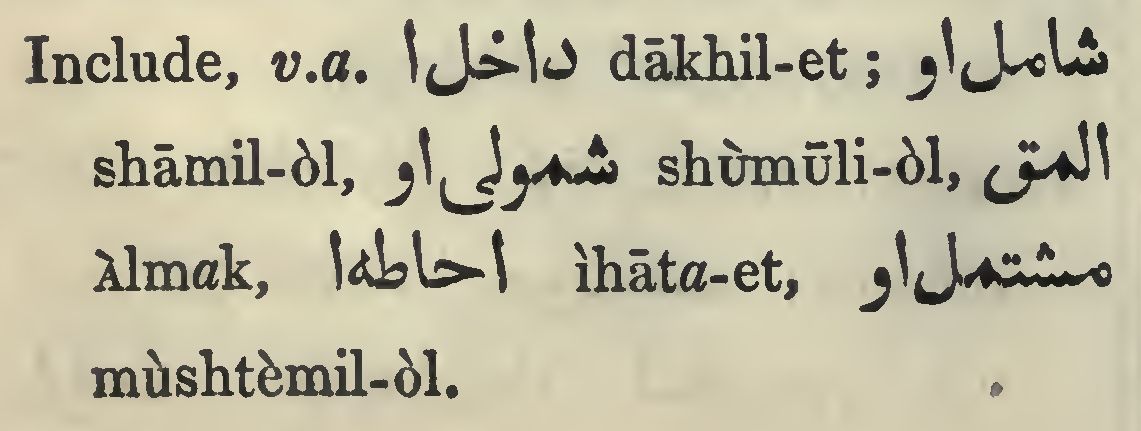 Include, v.a. داخل ا dākhil-et; شامل او
shāmil-òl, شمولی او shùmūli-òl, المق
Àlmak, احاطه ا ìhāta-et, مشتمل او
mùshtèmil-òl.